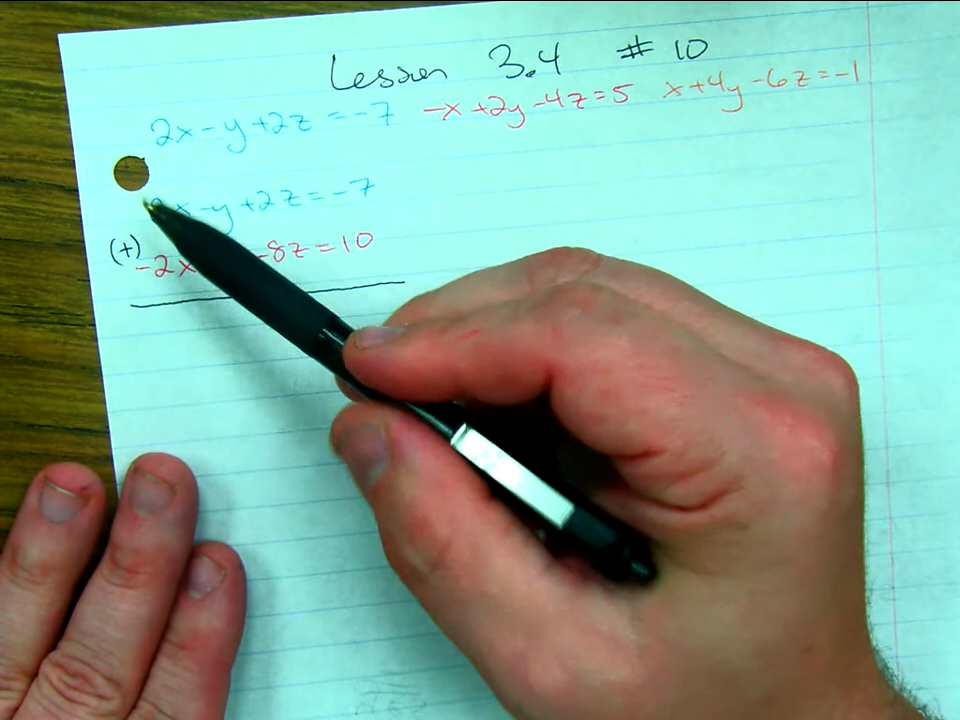 Lesson 3.4 # 10
2x-y+2z=-7 -x+2y-4z=5 x+4y-6z=-1
x-y+2z=-7
(+) -2x -8z=10